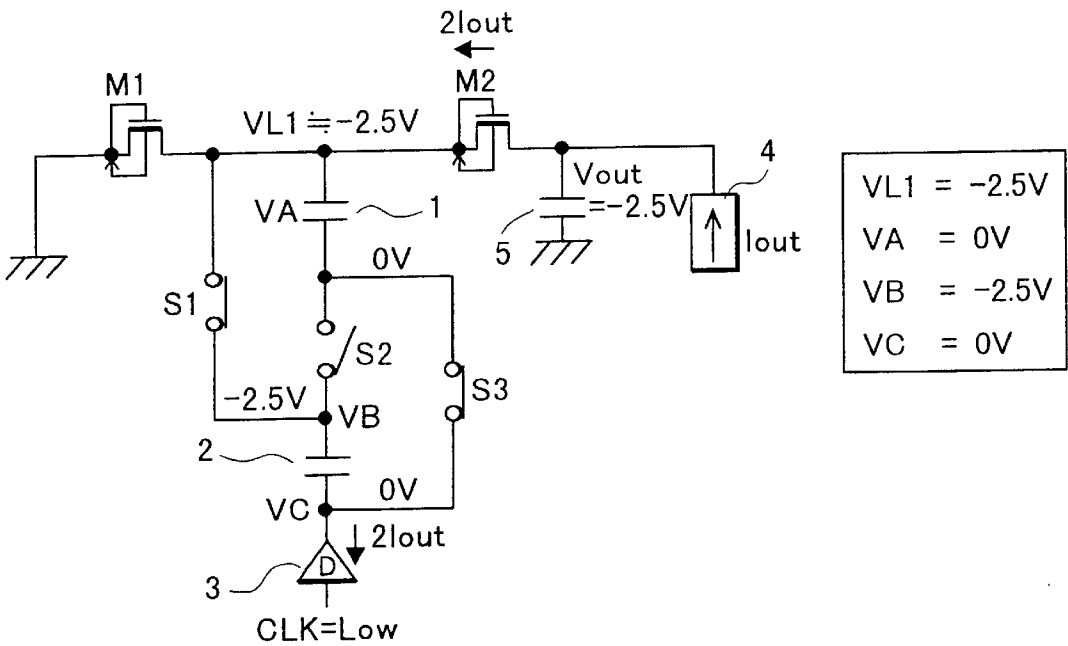 2Iout
M1
M2
VL1≒-2.5V
4
VA
1
Vout
=-2.5V
5
Iout
0V
S1
S2
S3
-2.5V
VB
2
0V
VC
2Iout
3
D
CLK=Low
VL1 = -2.5V
VA = 0V
VB = -2.5V
VC = 0V